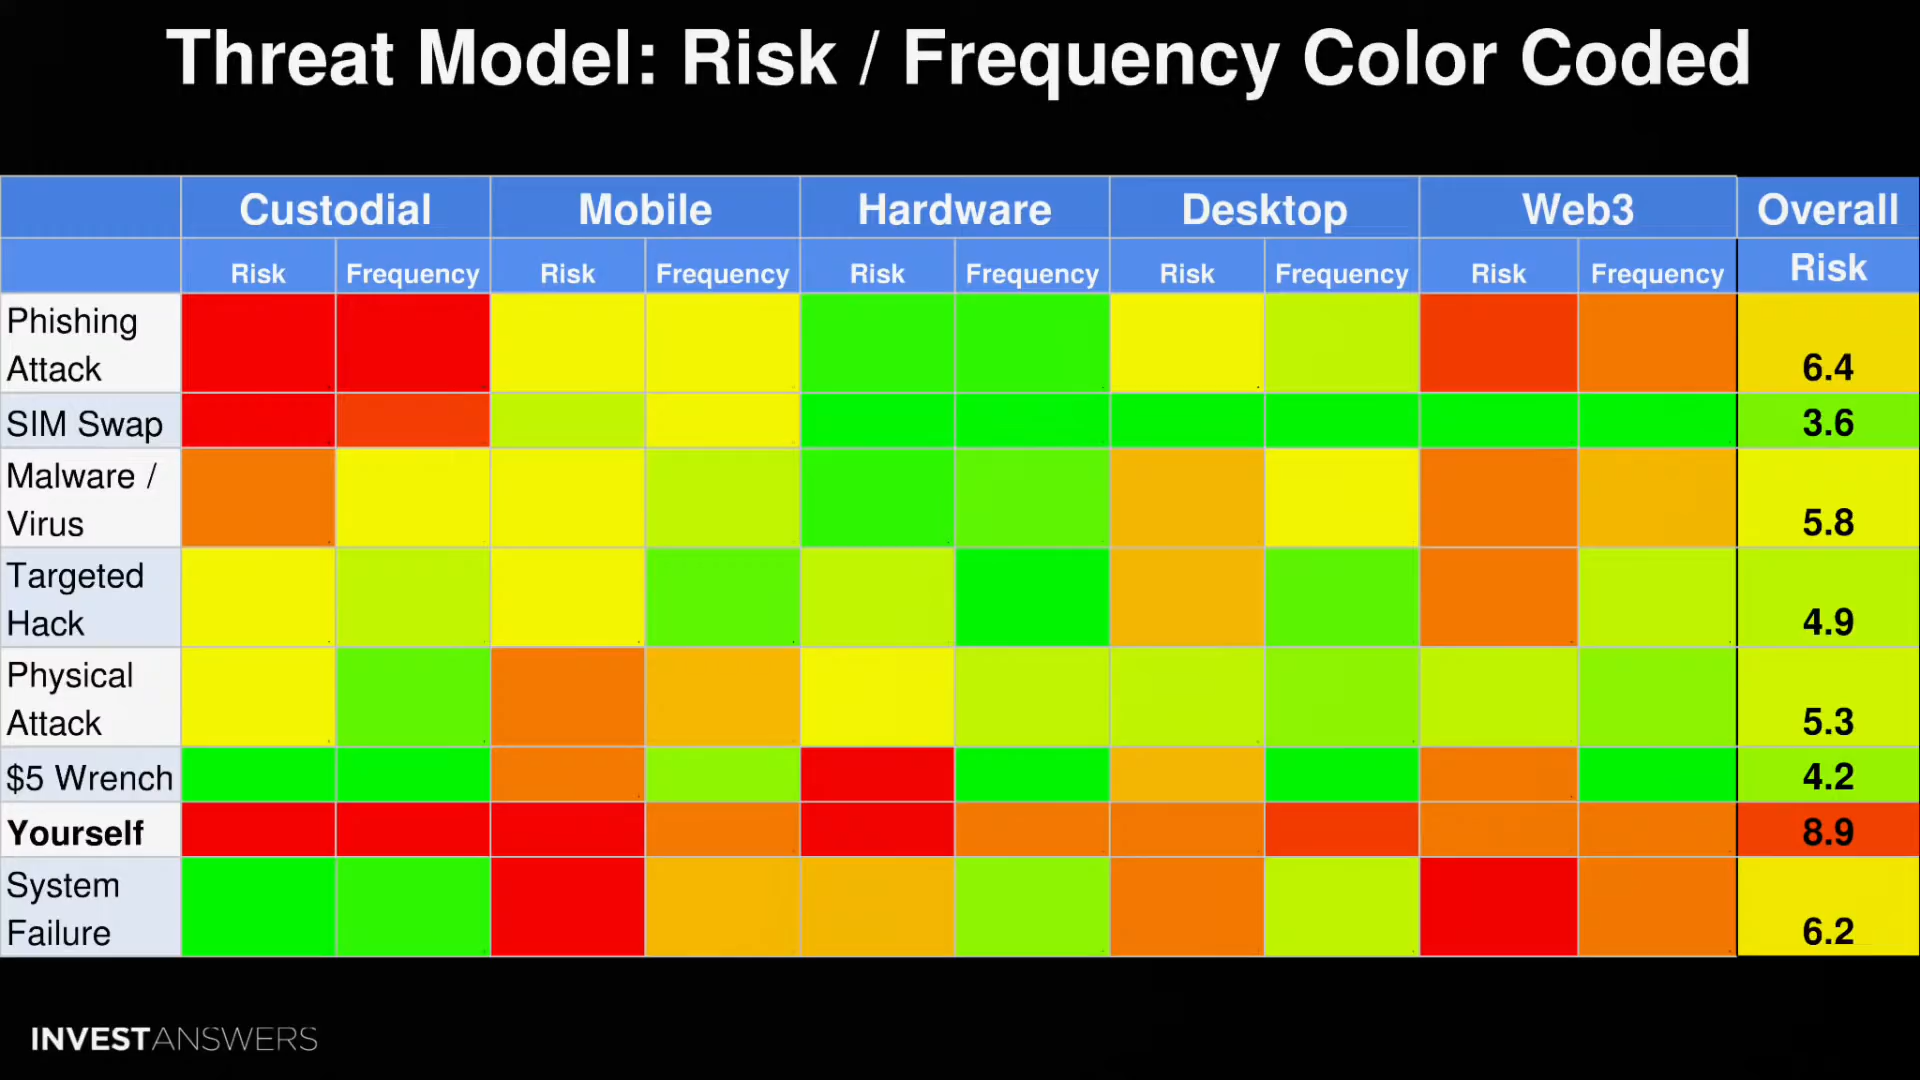 Threat Model: Risk / Frequency Color Coded
Custodial Mobile Hardware Desktop Web3 Overall
Risk Frequency Risk Frequency Risk Frequency Risk Frequency Risk Frequency Risk
Phishing
Attack 6.4
SIM Swap 3.6
Malware /
Virus 5.8
Targeted
Hack 4.9
Physical
Attack 5.3
$5 Wrench 4.2
Yourself 8.9
System
Failure 6.2
INVESTANSWERS